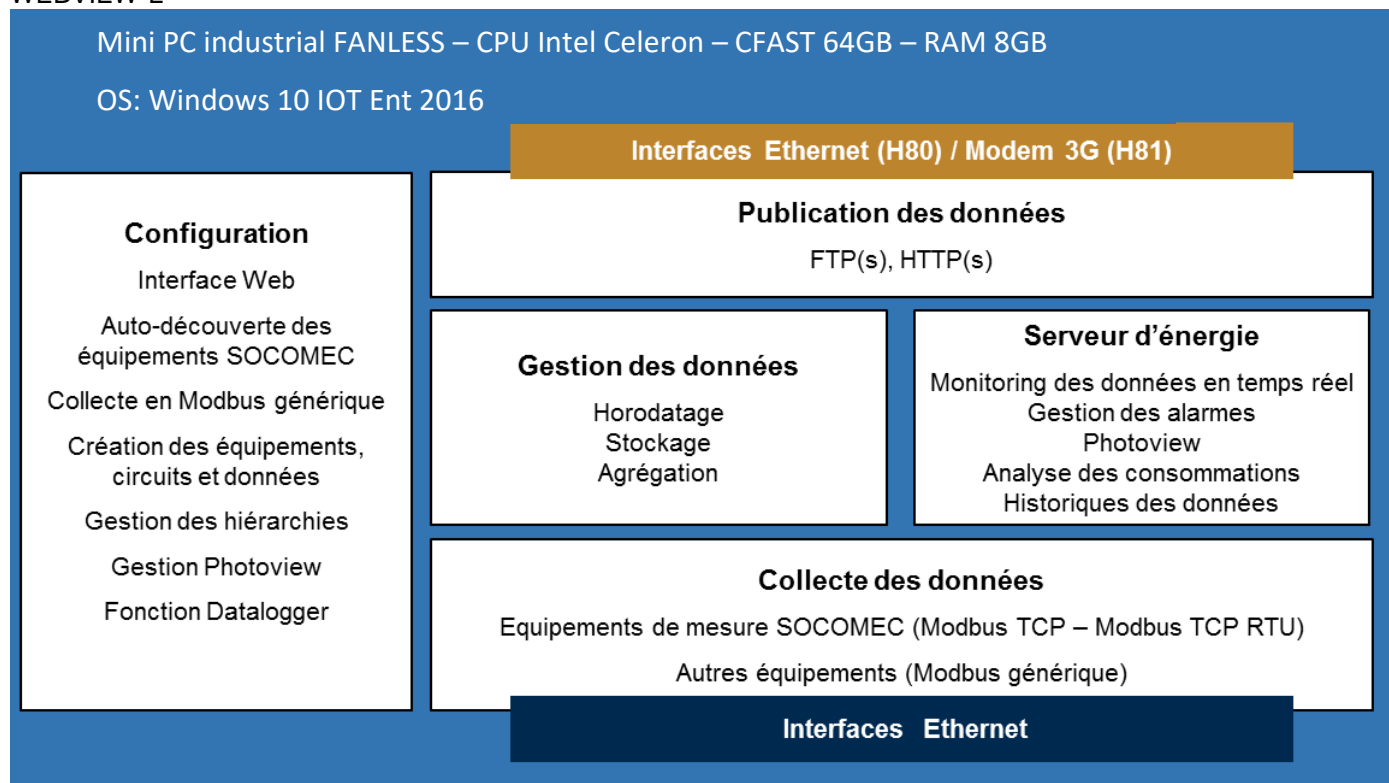 WEBVIEW-L
Mini PC industrial FANLESS – CPU Intel Celeron – CFAST 64GB – RAM 8GB
OS: Windows 10 IOT Ent 2016
Interfaces Ethernet (H80) / Modem 3G (H81)
Configuration
Interface Web
Auto-découverte des
équipements SOCOMEC
Collecte en Modbus générique
Création des équipements,
circuits et données
Gestion des hiérarchies
Gestion Photoview
Fonction Datalogger
Publication des données
FTP(s), HTTP(s)
Gestion des données
Horodatage
Stockage
Agrégation
Serveur d’énergie
Monitoring des données en temps réel
Gestion des alarmes
Photoview
Analyse des consommations
Historiques des données
Collecte des données
Equipements de mesure SOCOMEC (Modbus TCP – Modbus TCP RTU)
Autres équipements (Modbus générique)
Interfaces Ethernet